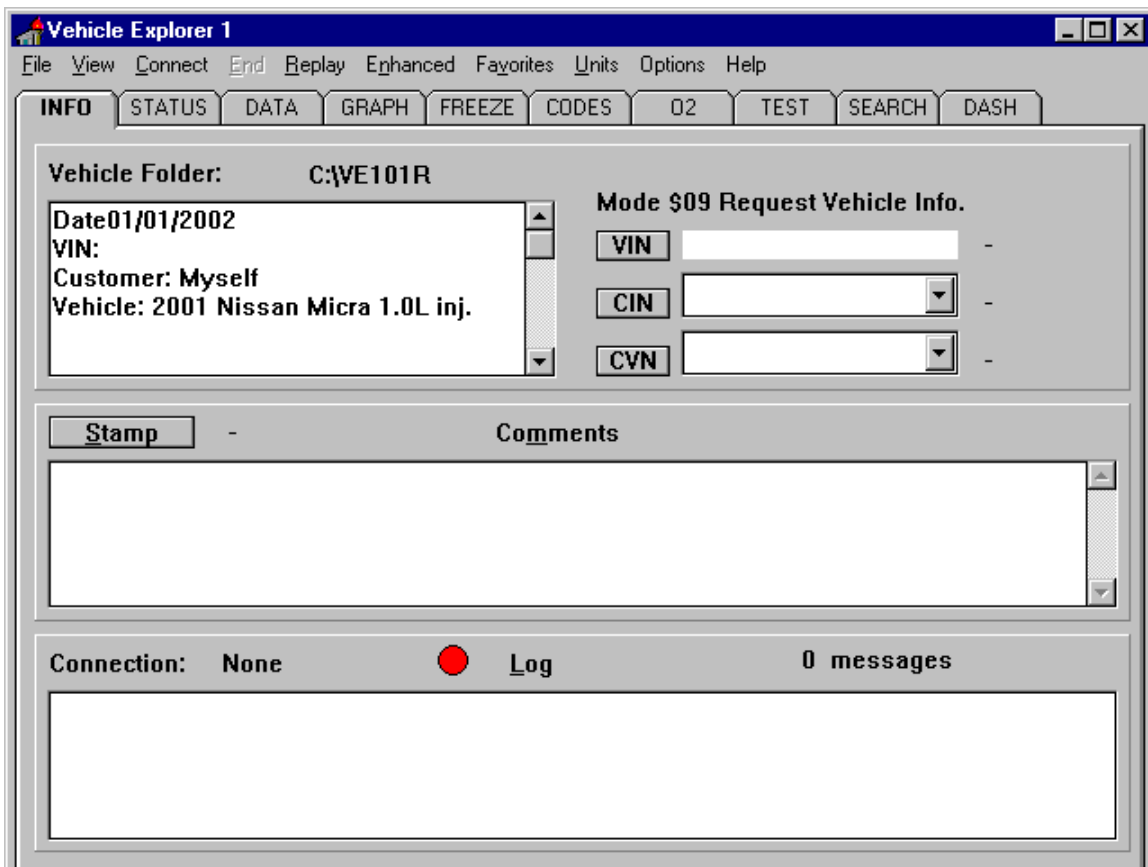 Vehicle Explorer 1
File View Connect End Replay Enhanced Favorites Units Options Help
INFO STATUS DATA GRAPH FREEZE CODES O2 TEST SEARCH DASH
Vehicle Folder: C:\VE101R
Date01/01/2002
VIN:
Customer: Myself
Vehicle: 2001 Nissan Micra 1.0L inj.
Mode $09 Request Vehicle Info.
VIN -
CIN -
CVN -
Stamp - Comments
Connection: None Log 0 messages